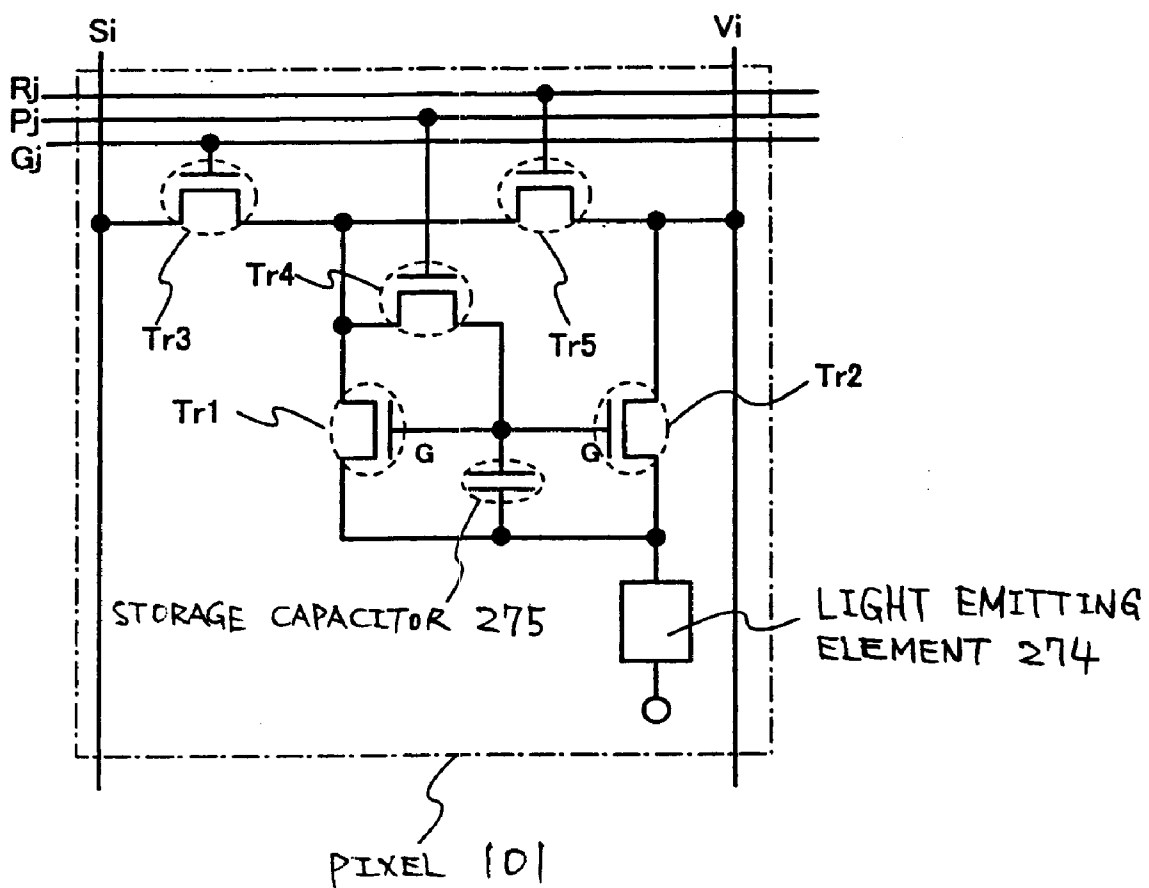 Si
Vi
Rj
Pj
Gj
Tr4
Tr3
Tr5
Tr2
Tr1
G
G
STORAGE CAPACITOR 275
LIGHT EMITTING
ELEMENT 274
PIXEL 101